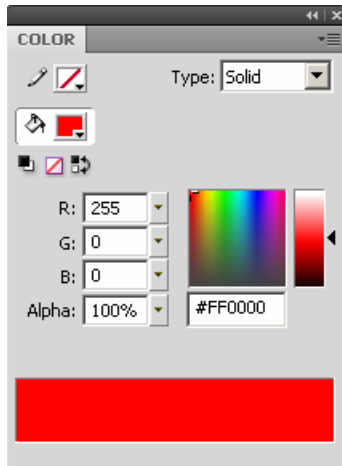 COLOR
Type: Solid
R: 255
G: 0
B: 0
Alpha: 100%
#FF0000